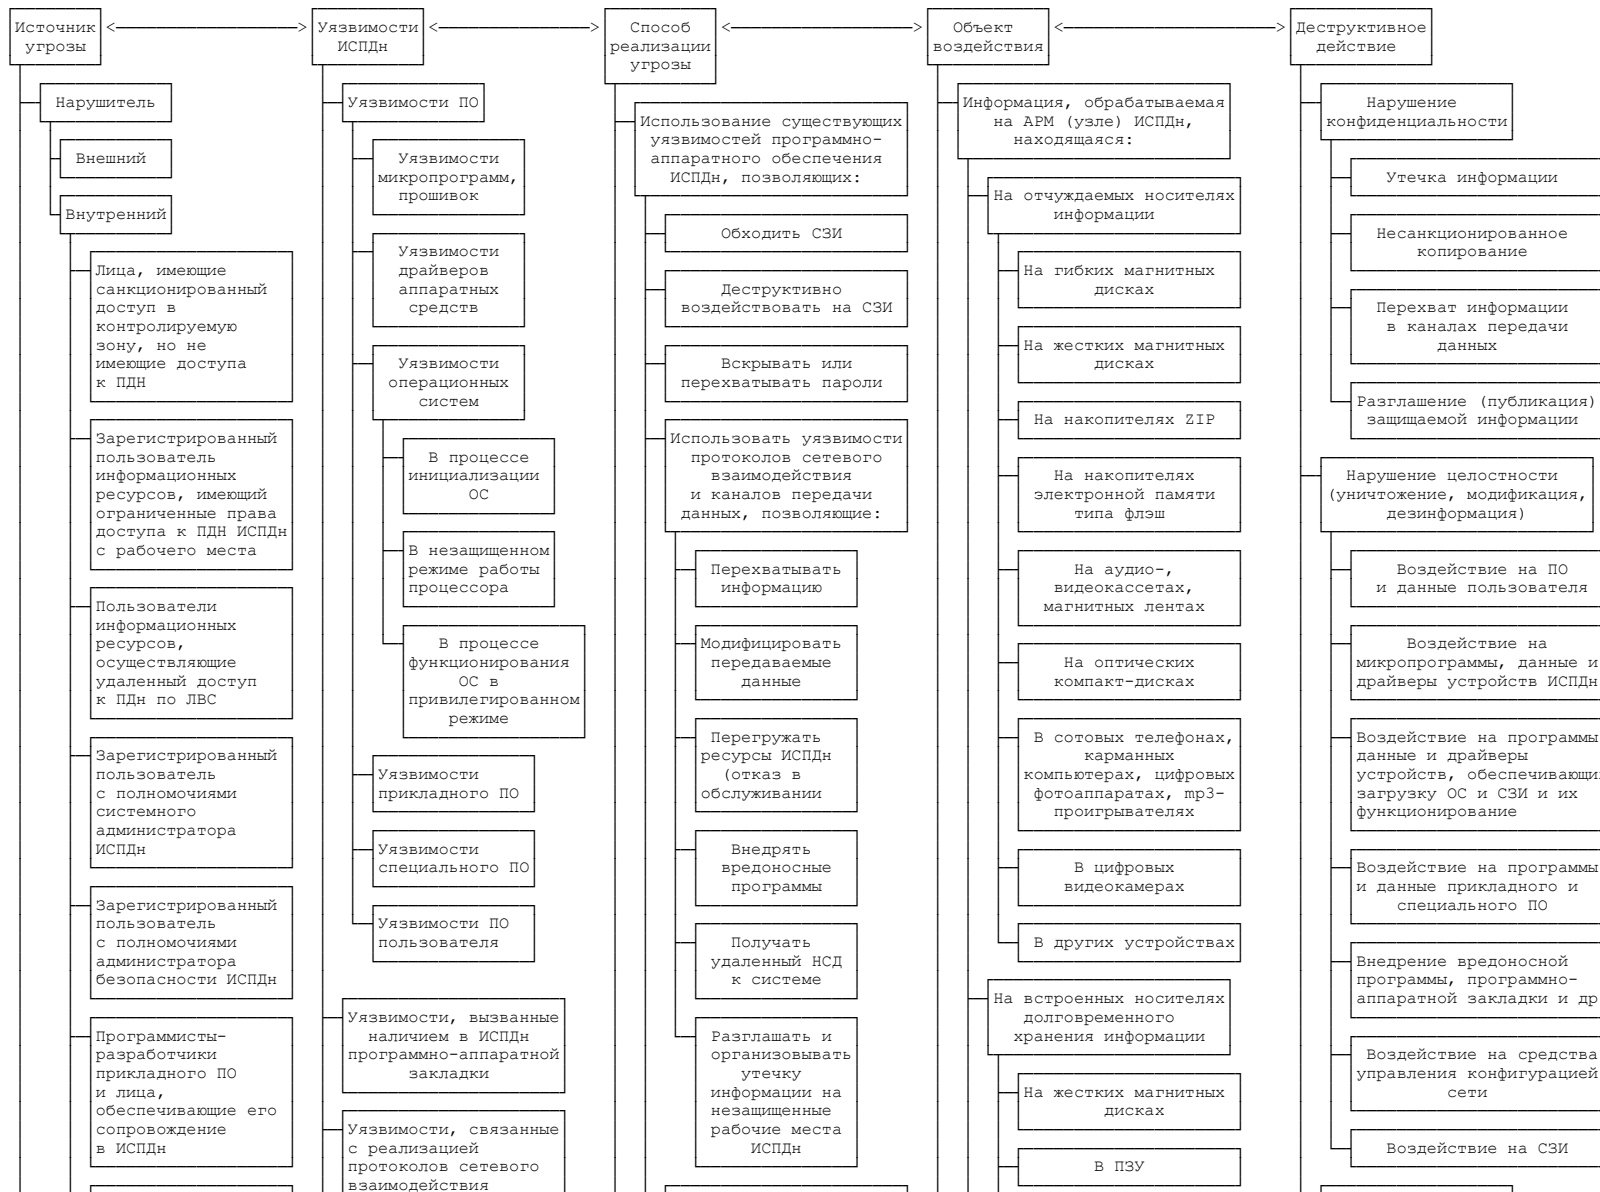 Источник
угрозы
Нарушитель
Внешний
Внутренний
Лица, имеющие
санкционированный
доступ в
контролируемую
зону, но не
имеющие доступа
к ПДН
Зарегистрированный
пользователь
информационных
ресурсов, имеющий
ограниченные права
доступа к ПДН ИСПДн
с рабочего места
Пользователи
информационных
ресурсов,
осуществляющие
удаленный доступ
к ПДн по ЛВС
Зарегистрированный
пользователь
с полномочиями
системного
администратора
ИСПДн
Зарегистрированный
пользователь
с полномочиями
администратора
безопасности ИСПДн
Программисты-
разработчики
прикладного ПО
и лица,
обеспечивающие его
сопровождение
в ИСПДн
Уязвимости
ИСПДн
Уязвимости ПО
Уязвимости
микропрограмм,
прошивок
Уязвимости
драйверов
аппаратных
средств
Уязвимости
операционных
систем
В процессе
инициализации
ОС
В незащищенном
режиме работы
процессора
В процессе
функционирования
ОС в
привилегированном
режиме
Уязвимости
прикладного ПО
Уязвимости
специального ПО
Уязвимости ПО
пользователя
Уязвимости, вызванные
наличием в ИСПДн
программно-аппаратной
закладки
Уязвимости, связанные
с реализацией
протоколов сетевого
взаимодействия
Способ
реализации
угрозы
Использование существующих
уязвимостей программно-
аппаратного обеспечения
ИСПДн, позволяющих:
Обходить СЗИ
Деструктивно
воздействовать на СЗИ
Вскрывать или
перехватывать пароли
Использовать уязвимости
протоколов сетевого
взаимодействия
и каналов передачи
данных, позволяющие:
Перехватывать
информацию
Модифицировать
передаваемые
данные
Перегружать
ресурсы ИСПДн
(отказ в
обслуживании
Внедрять
вредоносные
программы
Получать
удаленный НСД
к системе
Разглашать и
организовывать
утечку
информации на
незащищенные
рабочие места
ИСПДн
Объект
воздействия
Информация, обрабатываемая
на АРМ (узле) ИСПДн,
находящаяся:
На отчуждаемых носителях
информации
На гибких магнитных
дисках
На жестких магнитных
дисках
На накопителях ZIP
На накопителях
электронной памяти
типа флэш
На аудио-,
видеокассетах,
магнитных лентах
На оптических
компакт-дисках
В сотовых телефонах,
карманных
компьютерах, цифровых
фотоаппаратах, mp3-
проигрывателях
В цифровых
видеокамерах
В других устройствах
На встроенных носителях
долговременного
хранения информации
На жестких магнитных
дисках
В ПЗУ
Деструктивное
действие
Нарушение
конфиденциальности
Утечка информации
Несанкционированное
копирование
Перехват информации
в каналах передачи
данных
Разглашение (публикация)
защищаемой информации
Нарушение целостности
(уничтожение, модификация,
дезинформация)
Воздействие на ПО
и данные пользователя
Воздействие на
микропрограммы, данные и
драйверы устройств ИСПДн
Воздействие на программы
данные и драйверы
устройств, обеспечивающи
загрузку ОС и СЗИ и их
функционирование
Воздействие на программы
и данные прикладного и
специального ПО
Внедрение вредоносной
программы, программно-
аппаратной закладки и др
Воздействие на средства
управления конфигурацией
сети
Воздействие на СЗИ